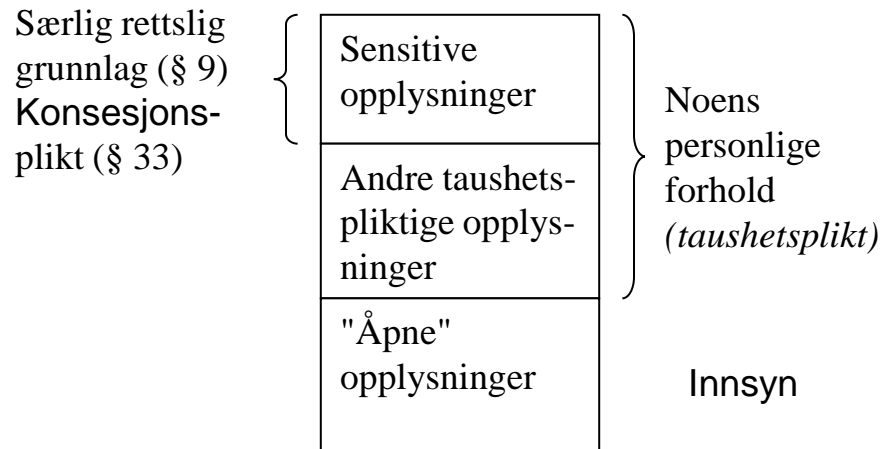 Særlig rettslig
grunnlag (§ 9)
Konsesjons-
plikt (§ 33)
Sensitive
opplysninger
Andre taushets-
pliktige opplys-
ninger
"Åpne"
opplysninger
Noens
personlige
forhold
(taushetsplikt)
Innsyn